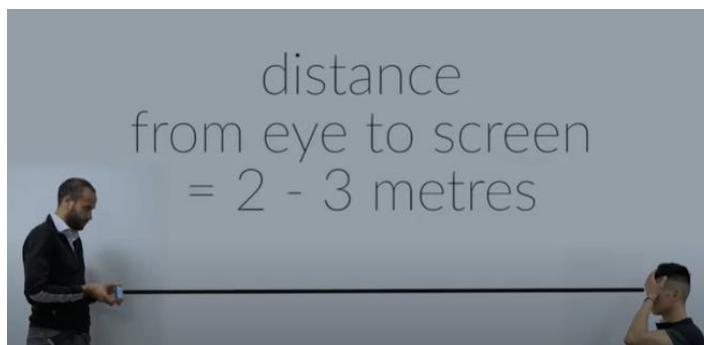 distance
from eye to screen
= 2 - 3 metres